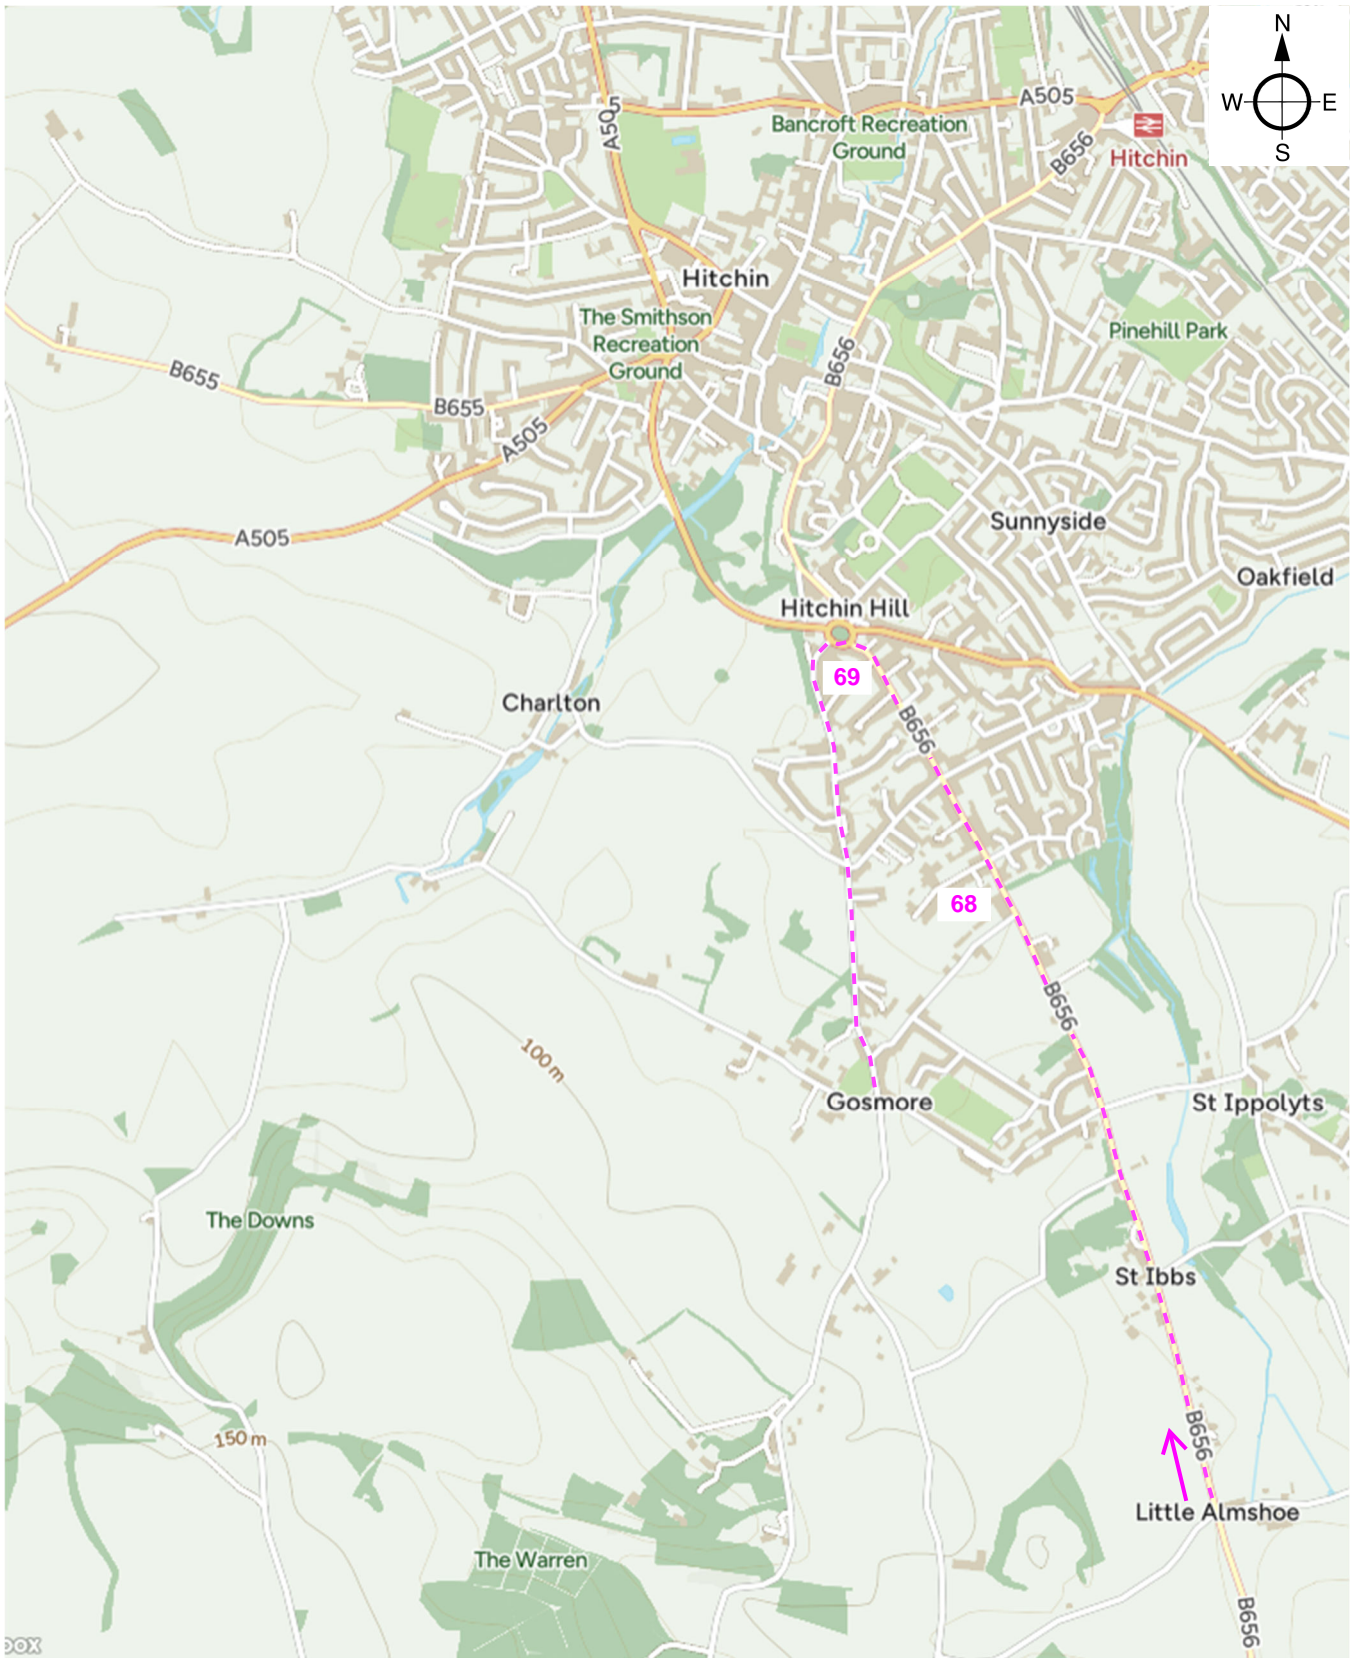 N
W E
S
A505
A505
Bancroft Recreation
Ground
B656
Hitchin
Hitchin
The Smithson
Recreation
Ground
Pinehill Park
B656
B655
B655
A505
A505
Sunnyside
Oakfield
Hitchin Hill
69
Charlton
B656
68
B656
100 m
Gosmore
St Ippolyts
The Downs
St Ibbs
150 m
B656
Little Almshoe
The Warren
B656
box